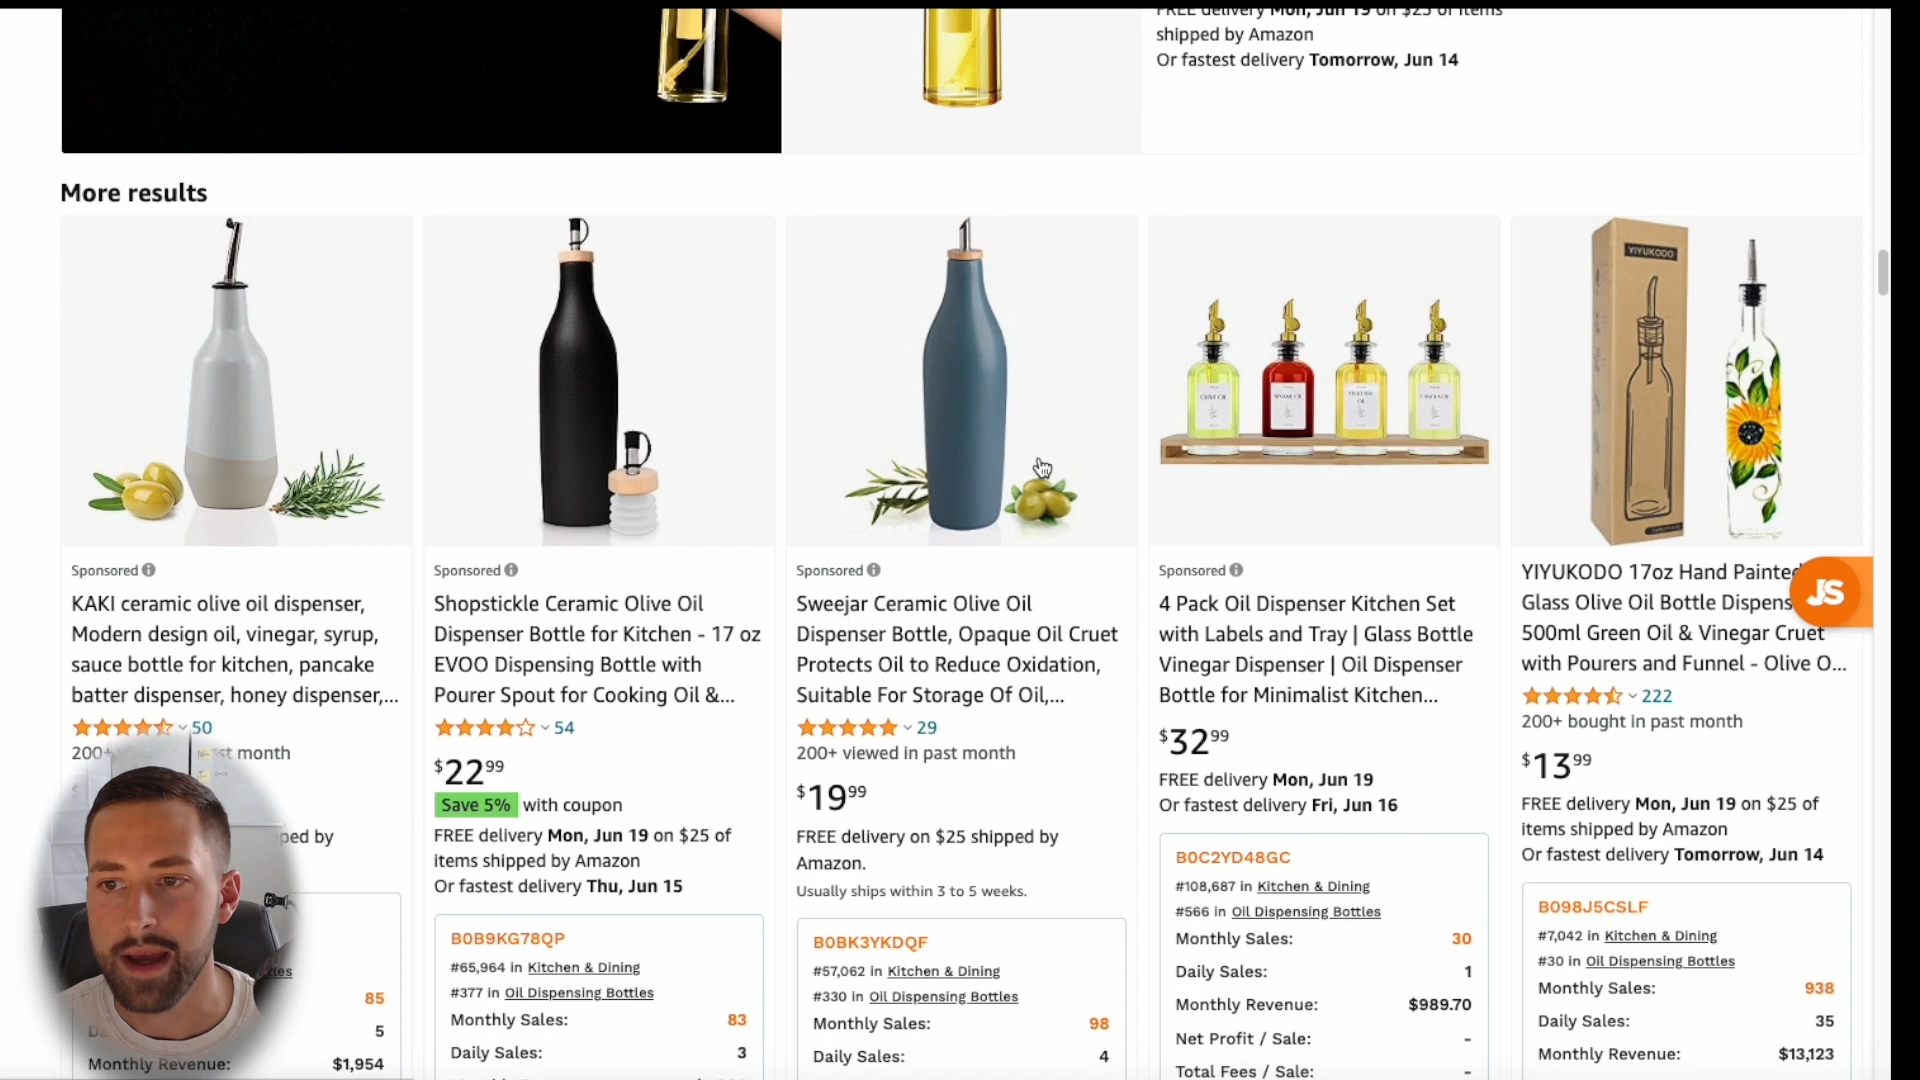 FREE delivery Mon, Jun 19 on $25 of items
shipped by Amazon
Or fastest delivery Tomorrow, Jun 14
More results
YIYUKODO
OLIVE OIL
SESAME OIL
VEGETABLE OIL
CANOLA OIL
Sponsored
KAKI ceramic olive oil dispenser,
Modern design oil, vinegar, syrup,
sauce bottle for kitchen, pancake
batter dispenser, honey dispenser,...
50
200+
st month
$
ped by
tes
85
5
Monthly Revenue: $1,954
Sponsored
Shopstickle Ceramic Olive Oil
Dispenser Bottle for Kitchen - 17 oz
EVOO Dispensing Bottle with
Pourer Spout for Cooking Oil &...
54
$22.99
Save 5% with coupon
FREE delivery Mon, Jun 19 on $25 of
items shipped by Amazon
Or fastest delivery Thu, Jun 15
B0B9KG78QP
#65,964 in Kitchen & Dining
#377 in Oil Dispensing Bottles
Monthly Sales: 83
Daily Sales: 3
Sponsored
Sweejar Ceramic Olive Oil
Dispenser Bottle, Opaque Oil Cruet
Protects Oil to Reduce Oxidation,
Suitable For Storage Of Oil,...
29
200+ viewed in past month
$19.99
FREE delivery on $25 shipped by
Amazon.
Usually ships within 3 to 5 weeks.
B0BK3YKDQF
#57,062 in Kitchen & Dining
#330 in Oil Dispensing Bottles
Monthly Sales: 98
Daily Sales: 4
Sponsored
4 Pack Oil Dispenser Kitchen Set
with Labels and Tray | Glass Bottle
Vinegar Dispenser | Oil Dispenser
Bottle for Minimalist Kitchen...
$32.99
FREE delivery Mon, Jun 19
Or fastest delivery Fri, Jun 16
B0C2YD48GC
#108,687 in Kitchen & Dining
#566 in Oil Dispensing Bottles
Monthly Sales: 30
Daily Sales: 1
Monthly Revenue: $989.70
Net Profit / Sale: -
Total Fees / Sale: -
YIYUKODO 17oz Hand Painted
Glass Olive Oil Bottle Dispens
500ml Green Oil & Vinegar Cruet
with Pourers and Funnel - Olive O...
222
200+ bought in past month
$13.99
FREE delivery Mon, Jun 19 on $25 of
items shipped by Amazon
Or fastest delivery Tomorrow, Jun 14
B098J5CSLF
#7,042 in Kitchen & Dining
#30 in Oil Dispensing Bottles
Monthly Sales: 938
Daily Sales: 35
Monthly Revenue: $13,123
JS